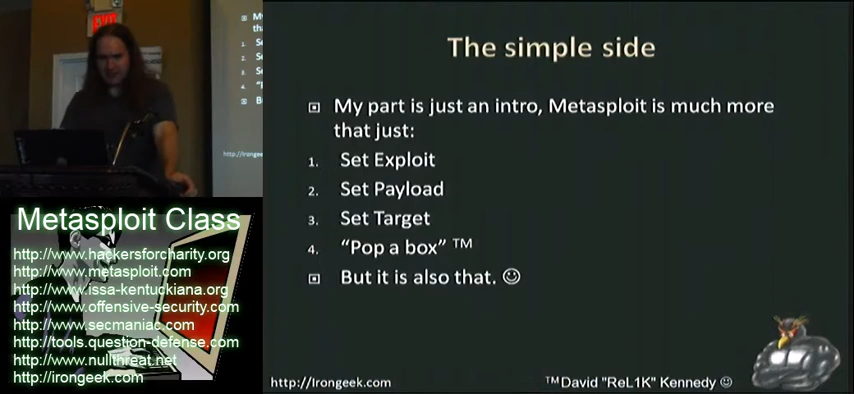 EXIT
http://Irongeek
Metasploit Class
http://www.hackersforcharity.org
http://www.metasploit.com
http://www.issa-kentuckiana.org
http://www.offensive-security.com
http://www.secmaniac.com
http://tools.question-defense.com
http://www.nullthreat.net
http://irongeek.com
The simple side
My part is just an intro, Metasploit is much more
that just:
1. Set Exploit
2. Set Payload
3. Set Target
4. “Pop a box” ™
But it is also that. ☺
http://Irongeek.com
™David "ReL1K" Kennedy ☺